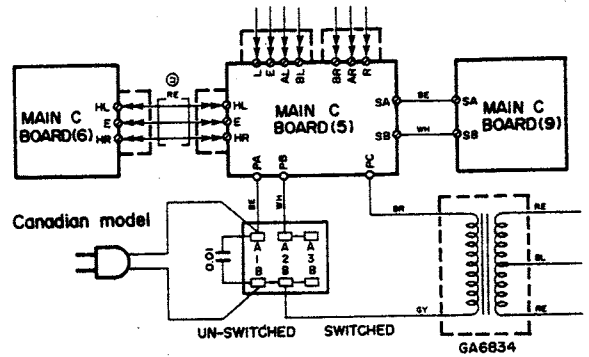 L E AL BL BR AR R
MAIN C
BOARD(6)
HL
E
HR
U
RE
HL
E
HR
MAIN C
BOARD(5)
SA
SB
BE
WH
SA
SB
MAIN C
BOARD(9)
PA PB PC
BE WH
BR
Canadian model
0.01
A A A
1 2 3
B B B
RE
BL
RE
GY
UN-SWITCHED SWITCHED
GA6834